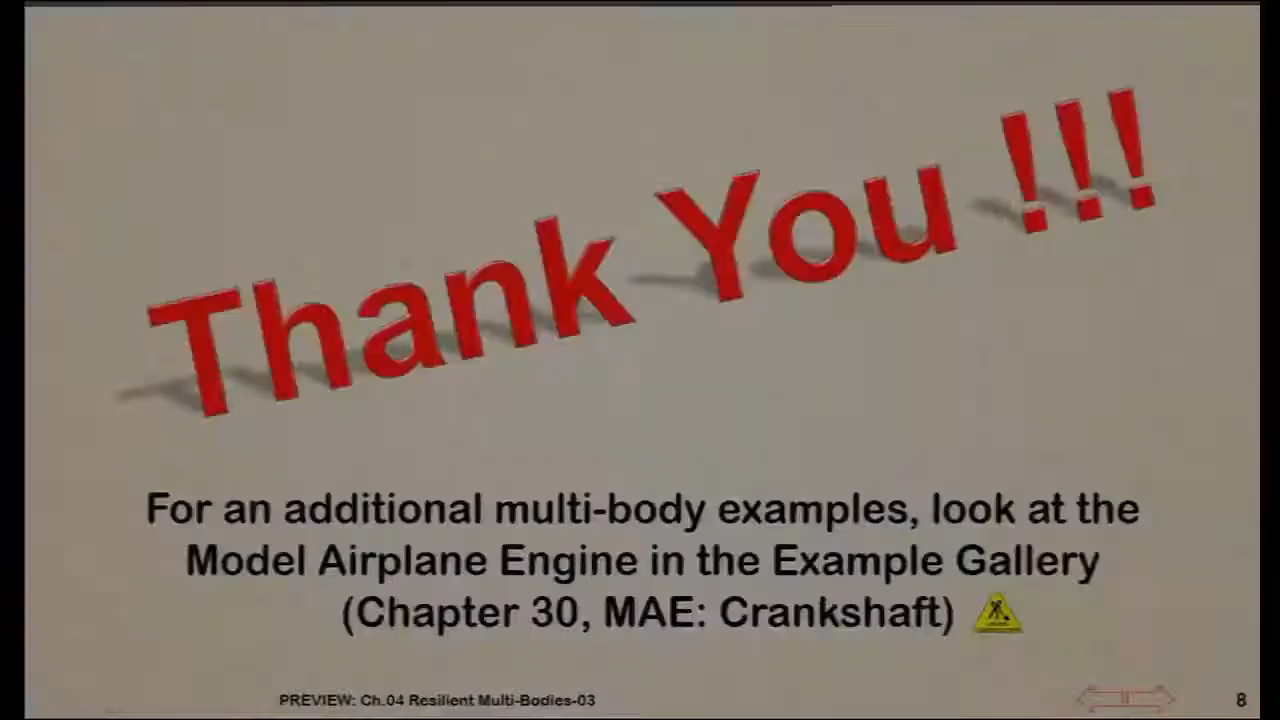 Thank You !!!
For an additional multi-body examples, look at the
Model Airplane Engine in the Example Gallery
(Chapter 30, MAE: Crankshaft)
PREVIEW: Ch.04 Resilient Multi-Bodies-03
8